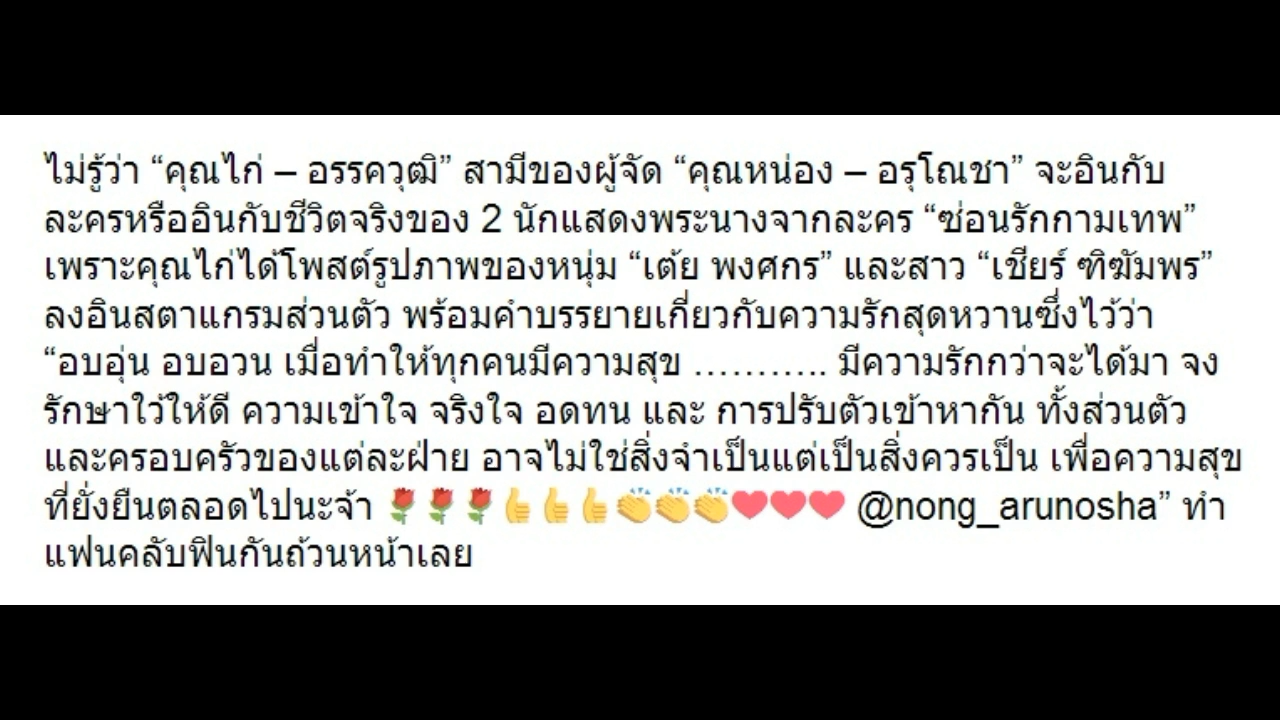 ไม่รู้ว่า “คุณไก่ – อรรควุฒิ” สามีของผู้จัด “คุณหน่อง – อรุโณชา” จะอินกับ
ละครหรืออินกับชีวิตจริงของ 2 นักแสดงพระนางจากละคร “ซ่อนรักกามเทพ”
เพราะคุณไก่ได้โพสต์รูปภาพของหนุ่ม “เต้ย พงศกร” และสาว “เชียร์ ฑิฆัมพร”
ลงอินสตาแกรมส่วนตัว พร้อมคำบรรยายเกี่ยวกับความรักสุดหวานซึ่งไว้ว่า
“อบอุ่น อบอวน เมื่อทำให้ทุกคนมีความสุข ........... มีความรักกว่าจะได้มา จง
รักษาใว้ให้ดี ความเข้าใจ จริงใจ อดทน และ การปรับตัวเข้าหากัน ทั้งส่วนตัว
และครอบครัวของแต่ละฝ่าย อาจไม่ใช่สิ่งจำเป็นแต่เป็นสิ่งควรเป็น เพื่อความสุข
ที่ยั่งยืนตลอดไปนะจ้า 🌹🌹🌹👍👍👍👏👏👏❤❤❤ @nong_arunosha” ทำ
แฟนคลับฟินกันถ้วนหน้าเลย